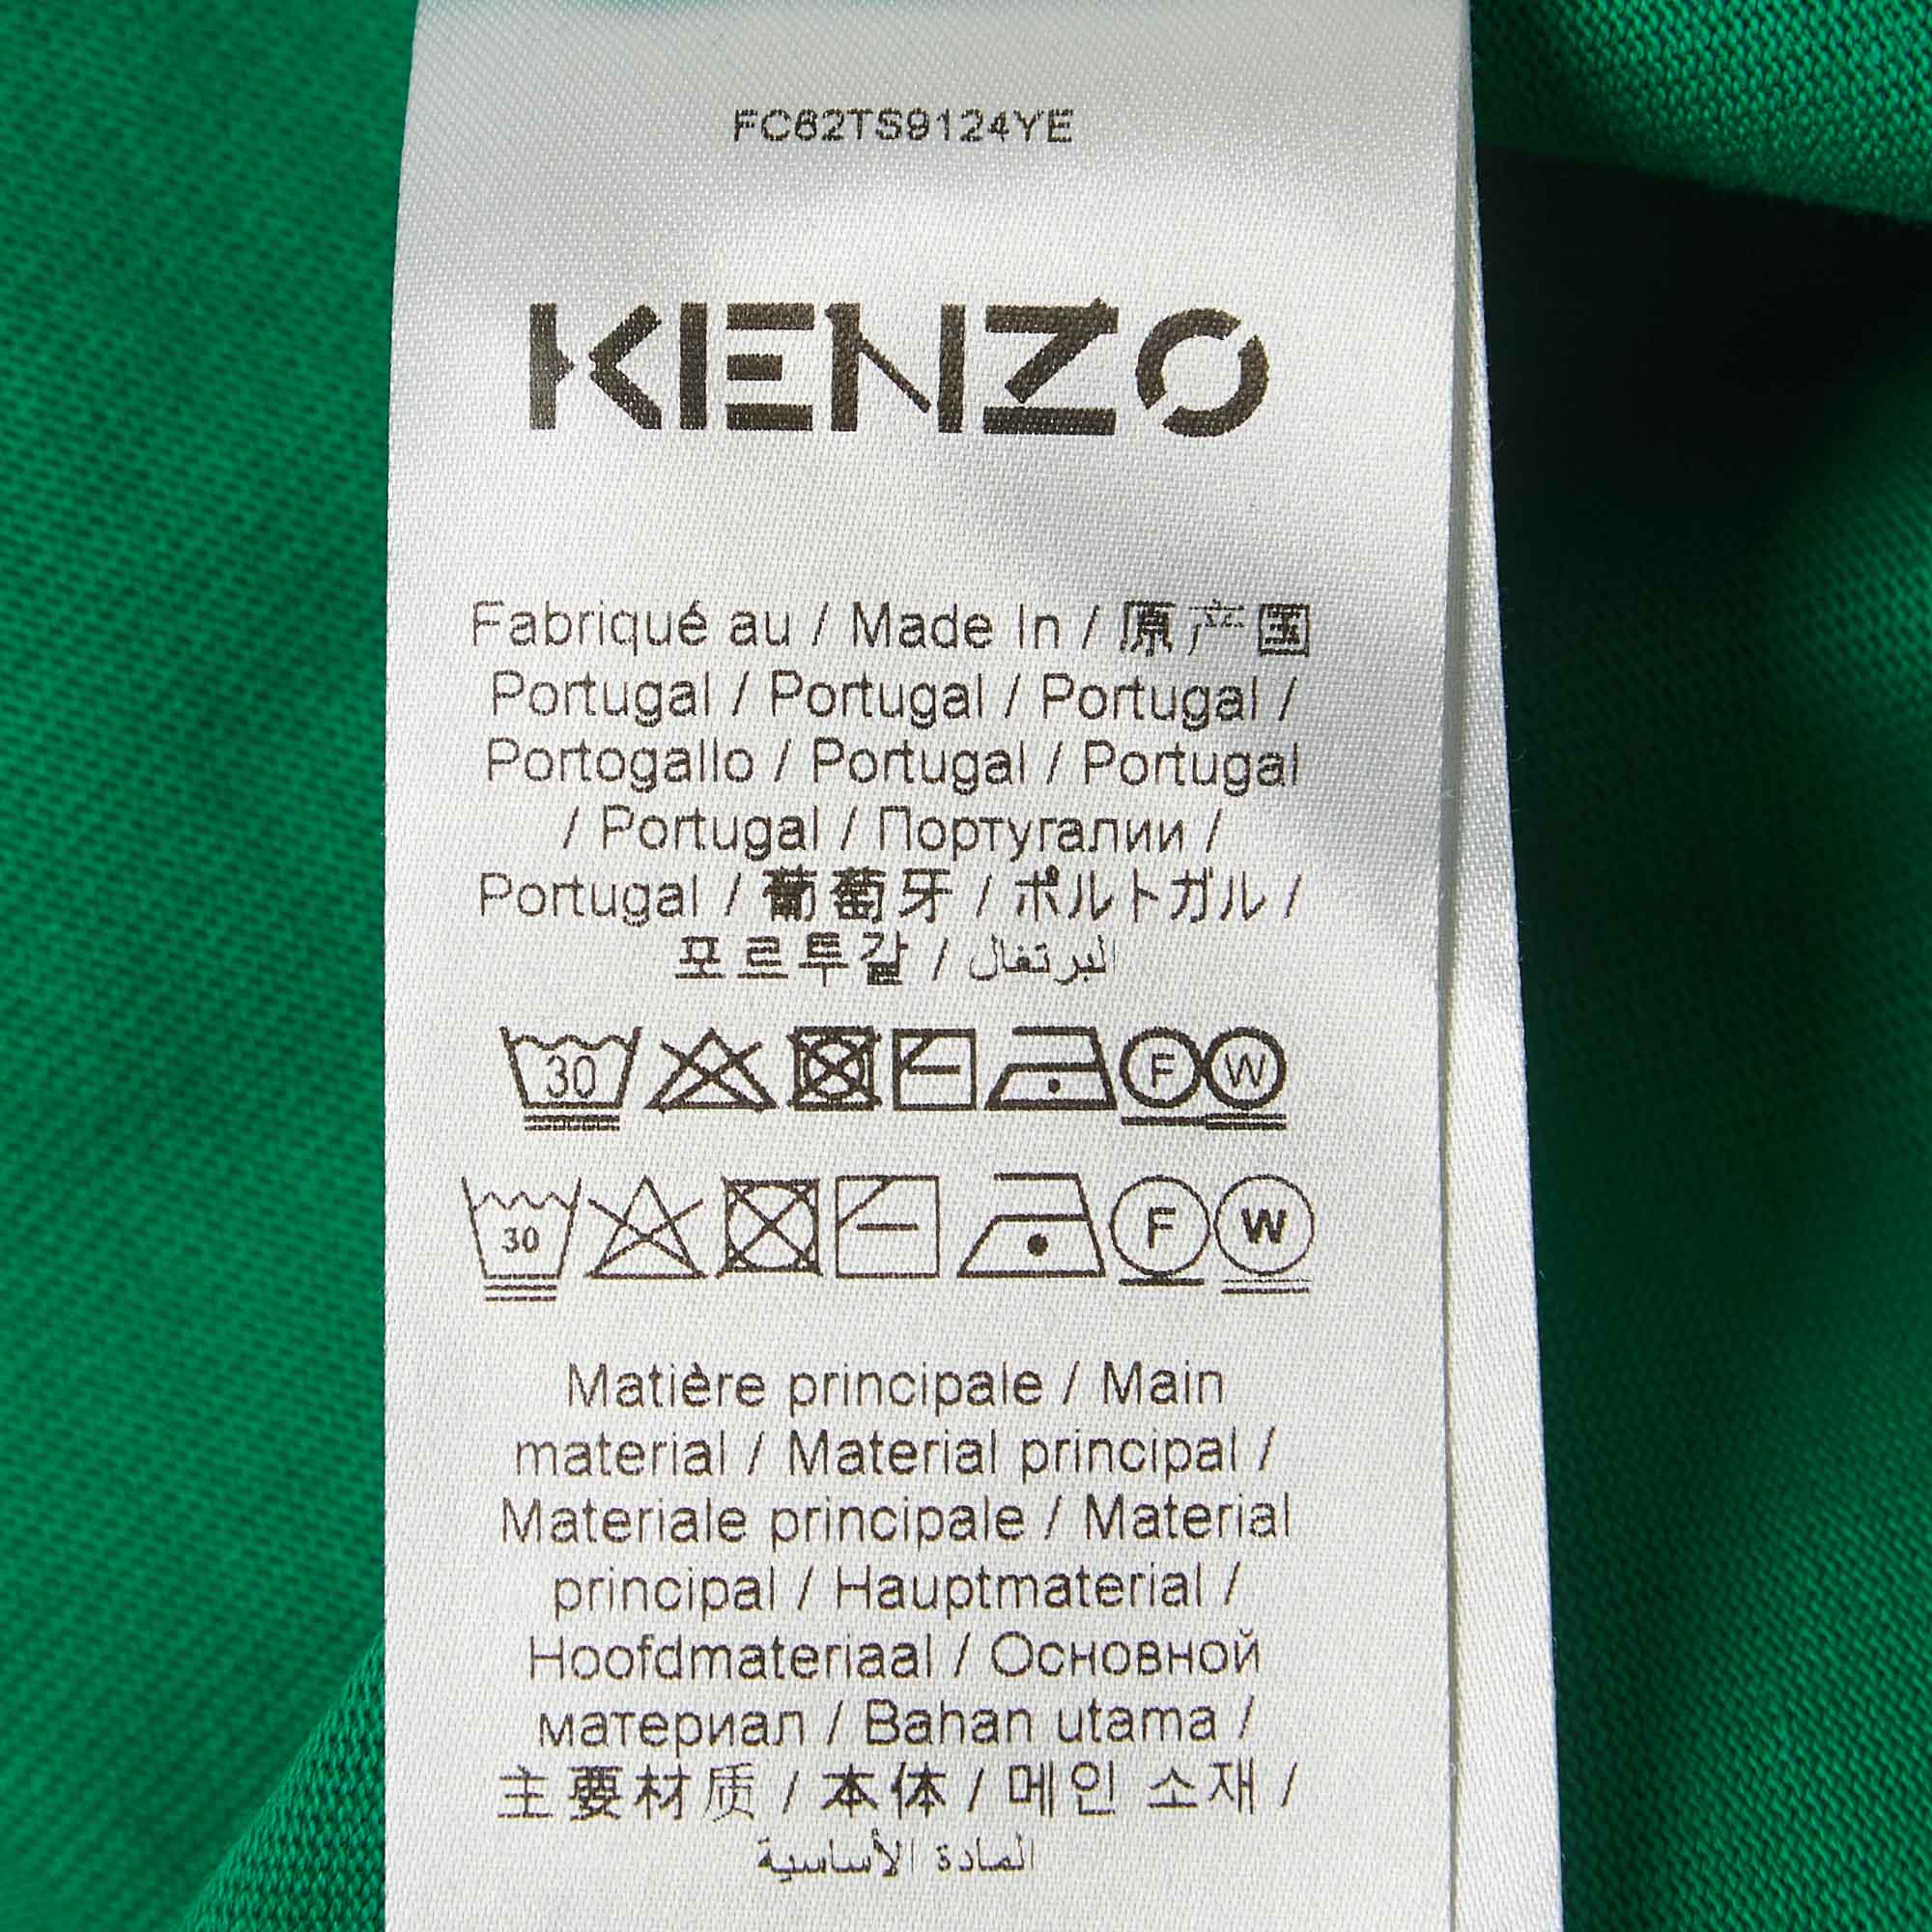 FC62TS9124YE
KENZO
Fabriqué au / Made In / 原产国
Portugal / Portugal / Portugal /
Portogallo / Portugal / Portugal
/ Portugal / Португалии /
Portugal / 葡萄牙 / ポルトガル /
포르투갈 / البرتغال
30 F W
30 F W
Matière principale / Main
material / Material principal /
Materiale principale / Material
principal / Hauptmaterial /
Hoofdmateriaal / Основной
материал / Bahan utama /
主要材质 / 本体 / 메인 소재 /
المادة الأساسية